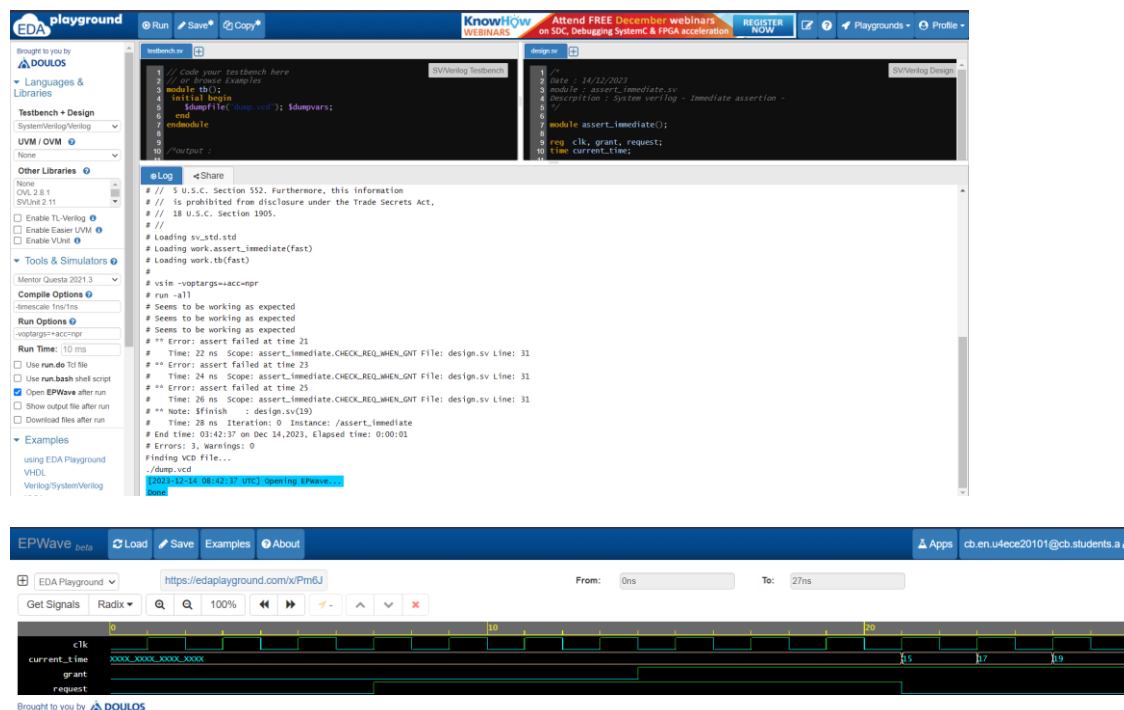 EDA playground
Run Save* Copy*
KnowHow WEBINARS
Attend FREE December webinars
on SDC, Debugging SystemC & FPGA acceleration
REGISTER NOW
Playgrounds
Profile
Brought to you by
DOULOS
Languages & Libraries
Testbench + Design
SystemVerilog/Verilog
UVM / OVM
None
Other Libraries
None
OVL 2.8.1
SVUnit 2.11
Enable TL-Verilog
Enable Easier UVM
Enable VUnit
Tools & Simulators
Mentor Questa 2021.3
Compile Options
-timescale 1ns/1ns
Run Options
-voptargs=+acc=npr
Run Time: 10 ms
Use run.do Tcl file
Use run.bash shell script
Open EPWave after run
Show output file after run
Download files after run
Examples
using EDA Playground
VHDL
Verilog/SystemVerilog
testbench.sv
SV/Verilog Testbench
1 // Code your testbench here
2 // or browse Examples
3 module tb();
4 initial begin
5 $dumpfile("dump.vcd"); $dumpvars;
6 end
7 endmodule
8
9
10 /*output :
11
design.sv
SV/Verilog Design
1 /*
2 Date : 14/12/2023
3 module : assert_immediate.sv
4 Descrpition : System verilog - Immediate assertion -
5 */
6
7 module assert_immediate();
8
9 reg clk, grant, request;
10 time current_time;
11
Log Share
# // 5 U.S.C. Section 552. Furthermore, this information
# // is prohibited from disclosure under the Trade Secrets Act,
# // 18 U.S.C. Section 1905.
# //
# Loading sv_std.std
# Loading work.assert_immediate(fast)
# Loading work.tb(fast)
#
# vsim -voptargs=+acc=npr
# run -all
# Seems to be working as expected
# Seems to be working as expected
# Seems to be working as expected
# ** Error: assert failed at time 21
# Time: 22 ns Scope: assert_immediate.CHECK_REQ_WHEN_GNT File: design.sv Line: 31
# ** Error: assert failed at time 23
# Time: 24 ns Scope: assert_immediate.CHECK_REQ_WHEN_GNT File: design.sv Line: 31
# ** Error: assert failed at time 25
# Time: 26 ns Scope: assert_immediate.CHECK_REQ_WHEN_GNT File: design.sv Line: 31
# ** Note: $finish : design.sv(19)
# Time: 28 ns Iteration: 0 Instance: /assert_immediate
# End time: 03:42:37 on Dec 14,2023, Elapsed time: 0:00:01
# Errors: 3, Warnings: 0
Finding VCD file...
./dump.vcd
[2023-12-14 08:42:37 UTC] Opening EPWave...
Done
EPWave beta Load Save Examples About
Apps cb.en.u4ece20101@cb.students.a
EDA Playground
https://edaplayground.com/x/Pm6J
From: 0ns To: 27ns
Get Signals Radix 100%
0 10 20
clk
current_time XXXX_XXXX_XXXX_XXXX 15 17 19
grant
request
Brought to you by DOULOS